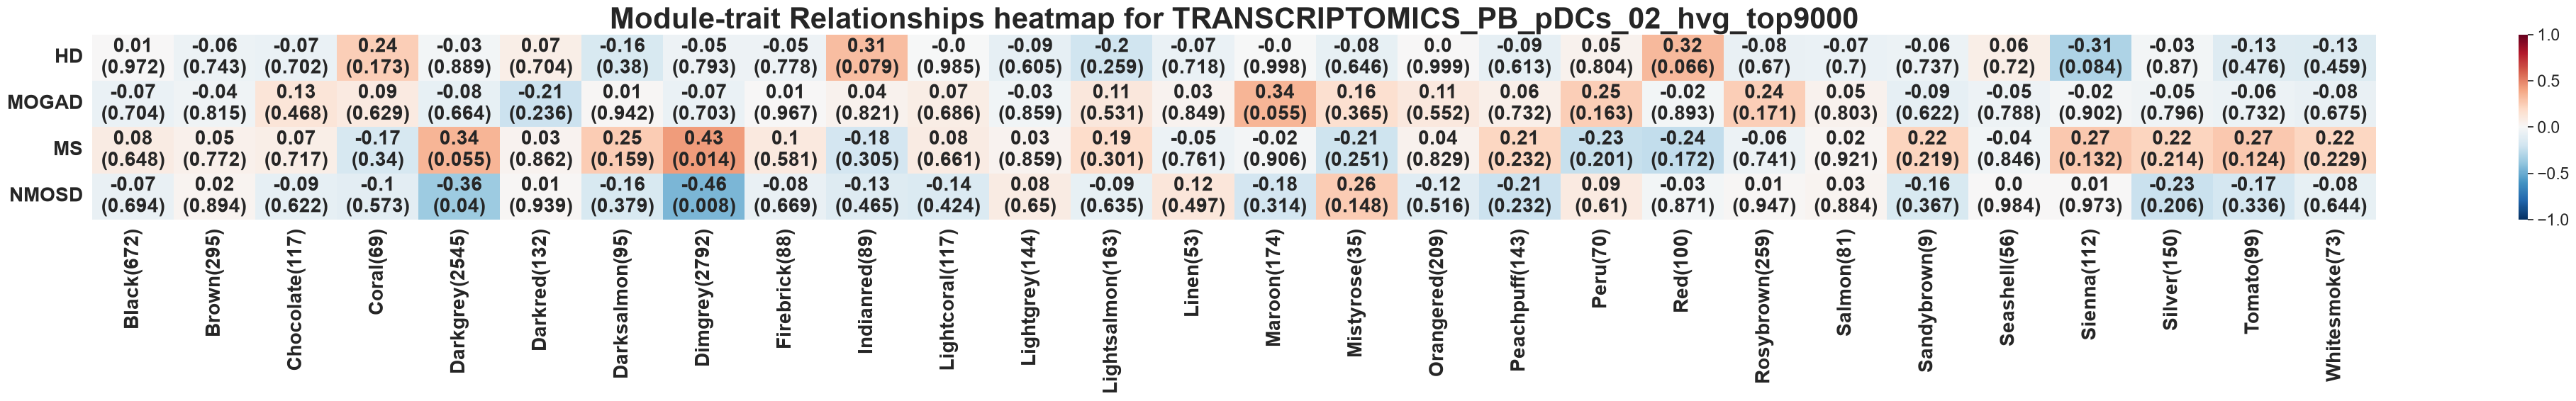 Module-trait Relationships heatmap for TRANSCRIPTOMICS_PB_pDCs_02_hvg_top9000
HD
0.01 -0.06 -0.07 0.24 -0.03 0.07 -0.16 -0.05 -0.05 0.31 -0.0 -0.09 -0.2 -0.07 -0.0 -0.08 0.0 -0.09 0.05 0.32 -0.08 -0.07 -0.06 0.06 -0.31 -0.03 -0.13 -0.13
(0.972) (0.743) (0.702) (0.173) (0.889) (0.704) (0.38) (0.793) (0.778) (0.079) (0.985) (0.605) (0.259) (0.718) (0.998) (0.646) (0.999) (0.613) (0.804) (0.066) (0.67) (0.7) (0.737) (0.72) (0.084) (0.87) (0.476) (0.459)
MOGAD
-0.07 -0.04 0.13 0.09 -0.08 -0.21 0.01 -0.07 0.01 0.04 0.07 -0.03 0.11 0.03 0.34 0.16 0.11 0.06 0.25 -0.02 0.24 0.05 -0.09 -0.05 -0.02 -0.05 -0.06 -0.08
(0.704) (0.815) (0.468) (0.629) (0.664) (0.236) (0.942) (0.703) (0.967) (0.821) (0.686) (0.859) (0.531) (0.849) (0.055) (0.365) (0.552) (0.732) (0.163) (0.893) (0.171) (0.803) (0.622) (0.788) (0.902) (0.796) (0.732) (0.675)
MS
0.08 0.05 0.07 -0.17 0.34 0.03 0.25 0.43 0.1 -0.18 0.08 0.03 0.19 -0.05 -0.02 -0.21 0.04 0.21 -0.23 -0.24 -0.06 0.02 0.22 -0.04 0.27 0.22 0.27 0.22
(0.648) (0.772) (0.717) (0.34) (0.055) (0.862) (0.159) (0.014) (0.581) (0.305) (0.661) (0.859) (0.301) (0.761) (0.906) (0.251) (0.829) (0.232) (0.201) (0.172) (0.741) (0.921) (0.219) (0.846) (0.132) (0.214) (0.124) (0.229)
NMOSD
-0.07 0.02 -0.09 -0.1 -0.36 0.01 -0.16 -0.46 -0.08 -0.13 -0.14 0.08 -0.09 0.12 -0.18 0.26 -0.12 -0.21 0.09 -0.03 0.01 0.03 -0.16 0.0 0.01 -0.23 -0.17 -0.08
(0.694) (0.894) (0.622) (0.573) (0.04) (0.939) (0.379) (0.008) (0.669) (0.465) (0.424) (0.65) (0.635) (0.497) (0.314) (0.148) (0.516) (0.232) (0.61) (0.871) (0.947) (0.884) (0.367) (0.984) (0.973) (0.206) (0.336) (0.644)
Black(672)
Brown(295)
Chocolate(117)
Coral(69)
Darkgrey(2545)
Darkred(132)
Darksalmon(95)
Dimgrey(2792)
Firebrick(88)
Indianred(89)
Lightcoral(117)
Lightgrey(144)
Lightsalmon(163)
Linen(53)
Maroon(174)
Mistyrose(35)
Orangered(209)
Peachpuff(143)
Peru(70)
Red(100)
Rosybrown(259)
Salmon(81)
Sandybrown(9)
Seashell(56)
Sienna(112)
Silver(150)
Tomato(99)
Whitesmoke(73)
1.0
0.5
0.0
−0.5
−1.0